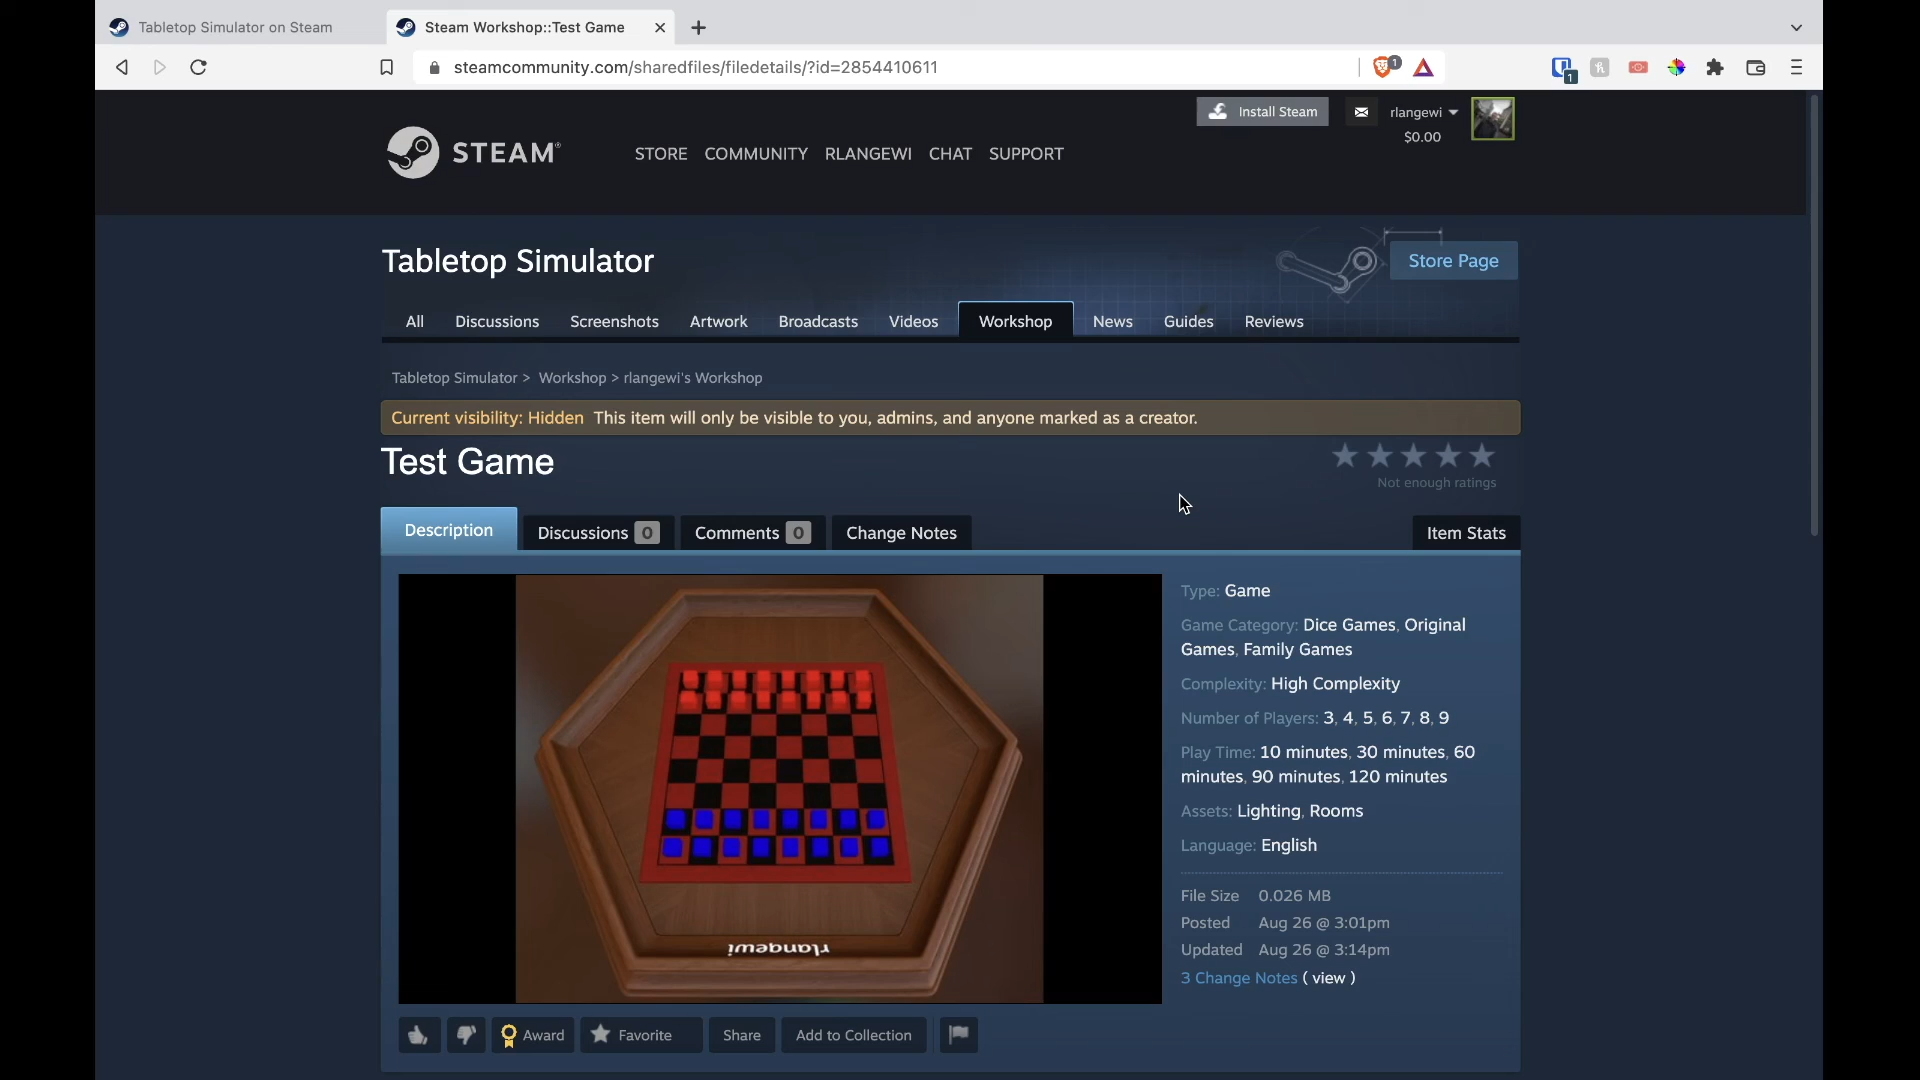 Tabletop Simulator on Steam
Steam Workshop::Test Game
steamcommunity.com/sharedfiles/filedetails/?id=2854410611
1
1
Install Steam
rlangewi
$0.00
STEAM®
STORE COMMUNITY RLANGEWI CHAT SUPPORT
Tabletop Simulator
Store Page
All Discussions Screenshots Artwork Broadcasts Videos Workshop News Guides Reviews
Tabletop Simulator > Workshop > rlangewi's Workshop
Current visibility: Hidden This item will only be visible to you, admins, and anyone marked as a creator.
Test Game
Not enough ratings
Description Discussions 0 Comments 0 Change Notes Item Stats
rlangewi
Type: Game
Game Category: Dice Games, Original
Games, Family Games
Complexity: High Complexity
Number of Players: 3, 4, 5, 6, 7, 8, 9
Play Time: 10 minutes, 30 minutes, 60
minutes, 90 minutes, 120 minutes
Assets: Lighting, Rooms
Language: English
File Size 0.026 MB
Posted Aug 26 @ 3:01pm
Updated Aug 26 @ 3:14pm
3 Change Notes ( view )
Award Favorite Share Add to Collection